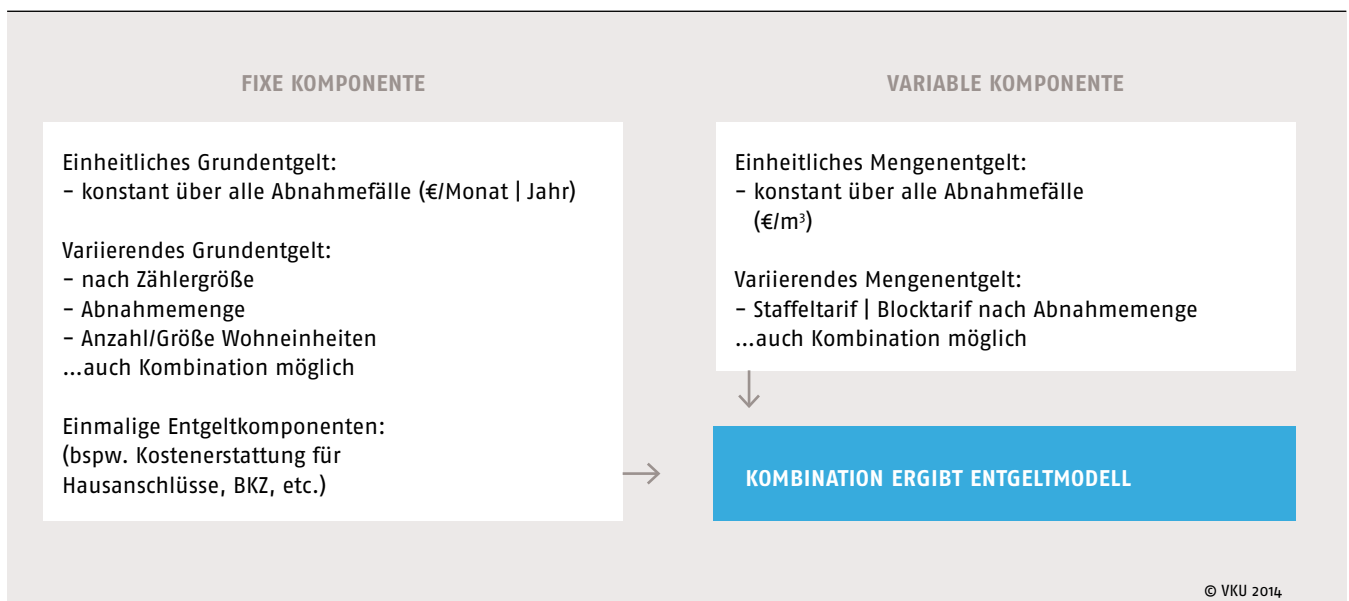 FIXE KOMPONENTE
Einheitliches Grundentgelt:
– konstant über alle Abnahmefälle (€/Monat | Jahr)
Variierendes Grundentgelt:
– nach Zählergröße
– Abnahmemenge
– Anzahl/Größe Wohneinheiten
...auch Kombination möglich
Einmalige Entgeltkomponenten:
(bspw. Kostenerstattung für
Hausanschlüsse, BKZ, etc.)
VARIABLE KOMPONENTE
Einheitliches Mengenentgelt:
– konstant über alle Abnahmefälle
(€/m³)
Variierendes Mengenentgelt:
– Staffeltarif | Blocktarif nach Abnahmemenge
...auch Kombination möglich
KOMBINATION ERGIBT ENTGELTMODELL
© VKU 2014